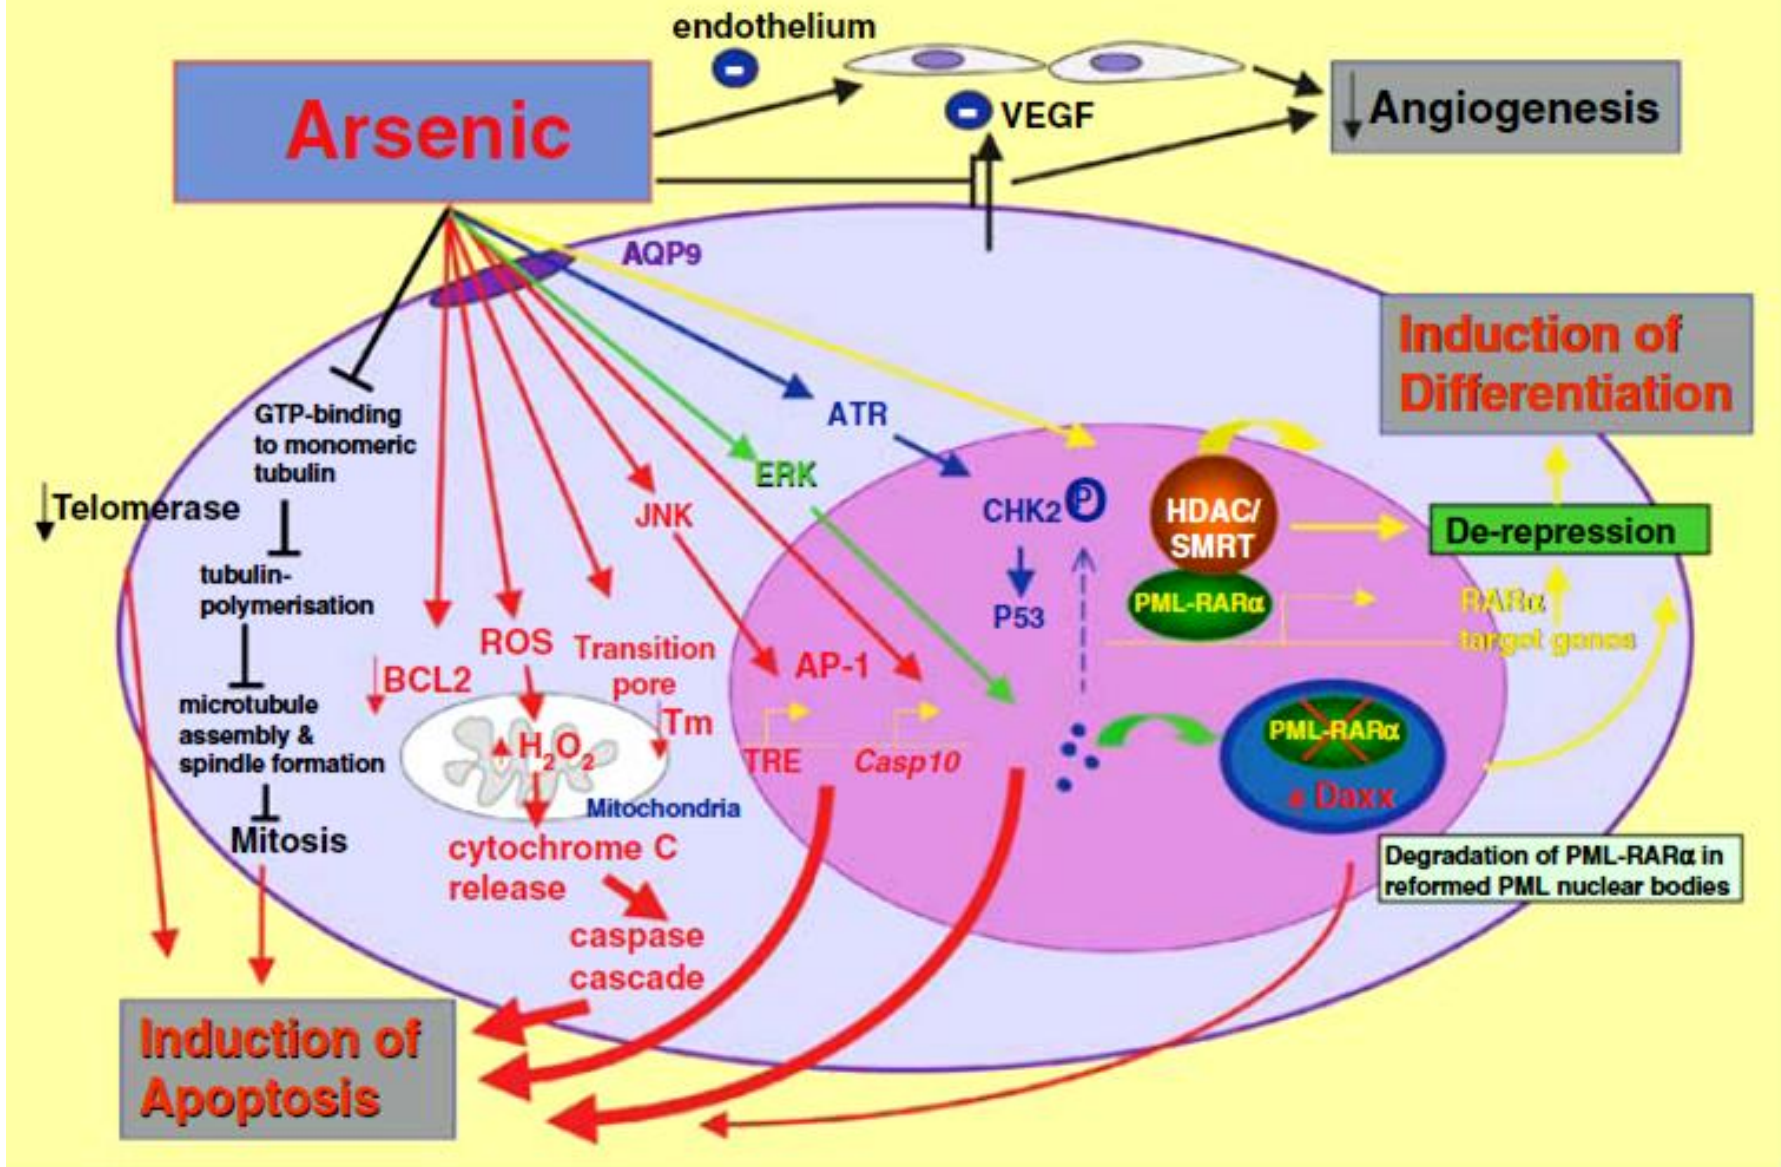 endothelium
-
Arsenic
- VEGF
Angiogenesis
AQP9
Induction of
Differentiation
GTP-binding
to monomeric
tubulin
ATR
ERK
Telomerase
JNK
CHK2 P
HDAC/
SMRT
De-repression
tubulin-
polymerisation
PML-RARα
P53
RARα
target genes
ROS
Transition
pore
BCL2
AP-1
microtubule
assembly &
spindle formation
Tm
H2O2
TRE
Casp10
PML-RARα
Daxx
Mitochondria
Mitosis
cytochrome C
release
Degradation of PML-RARα in
reformed PML nuclear bodies
caspase
cascade
Induction of
Apoptosis